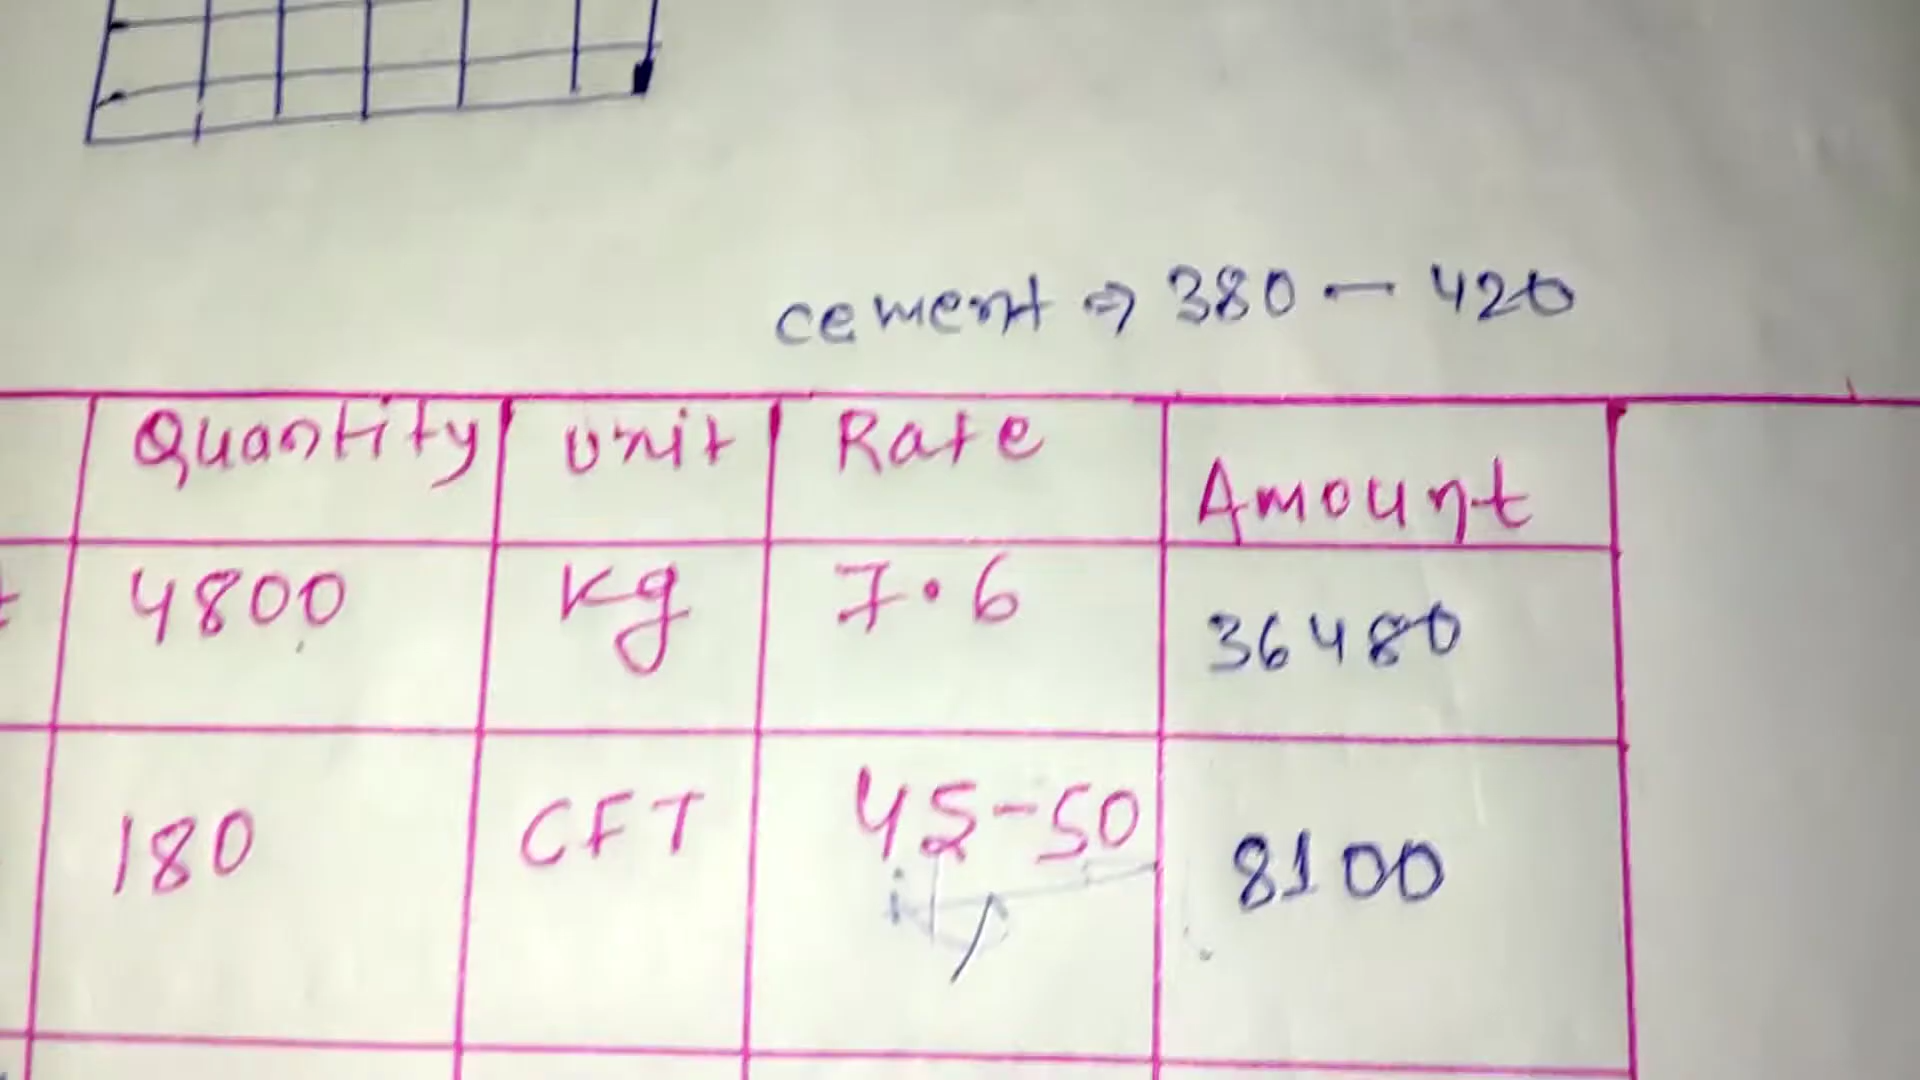 cement ⇒ 380 — 420
Quantity Unit Rate Amount
4800 kg 7.6 36480
180 CFT 45-50 8100